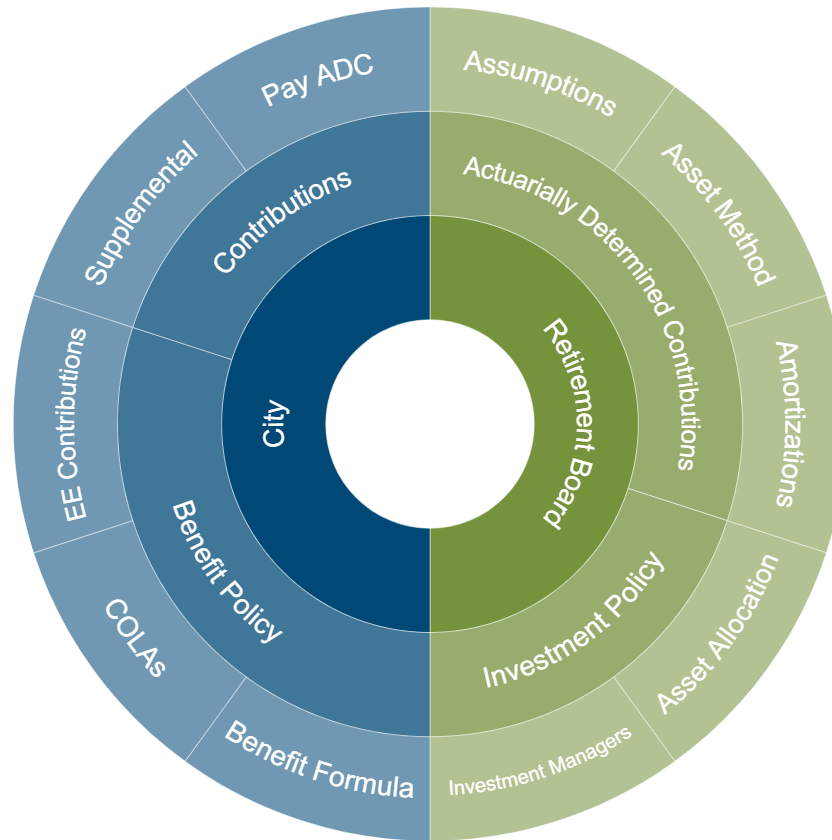 Pay ADC
Assumptions
Supplemental
Contributions
Actuarially Determined Contributions
Asset Method
EE Contributions
City
Retirement Board
Amortizations
Benefit Policy
Investment Policy
COLAs
Asset Allocation
Benefit Formula
Investment Managers